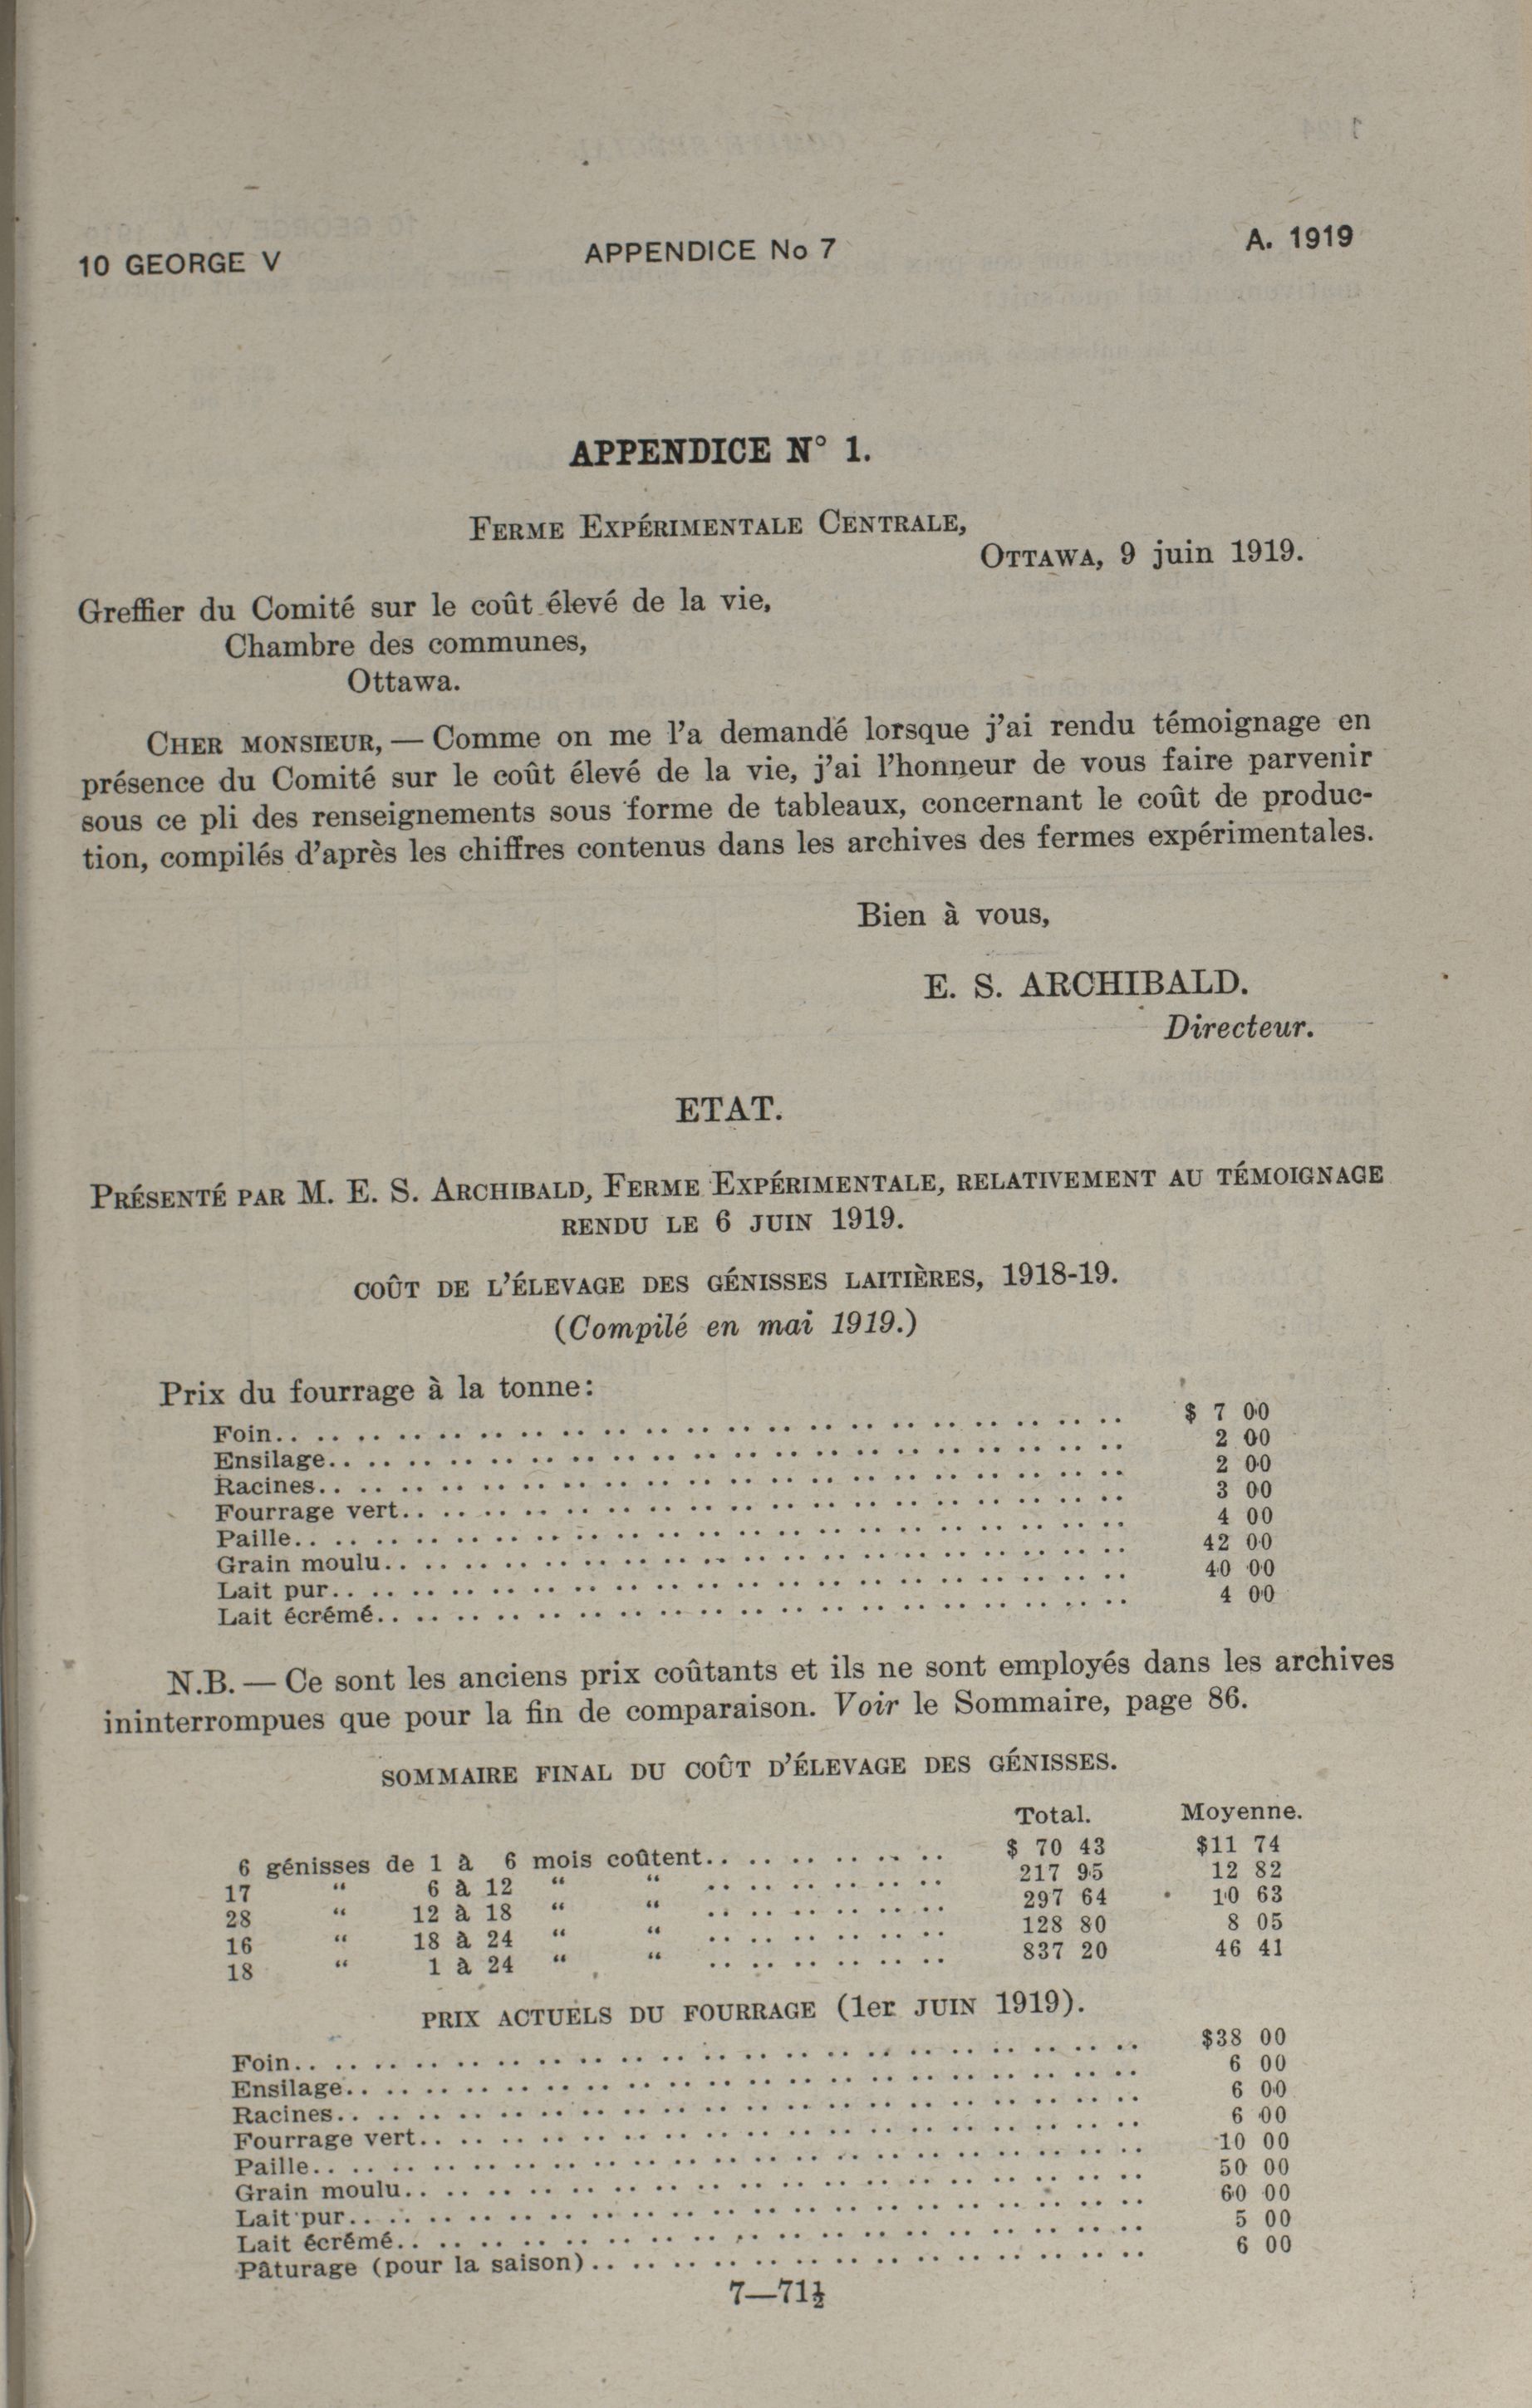 10 GEORGE V APPENDICE No 7 A. 1919
APPENDICE N° 1.
FERME EXPÉRIMENTALE CENTRALE,
OTTAWA, 9 juin 1919.
Greffier du Comité sur le coût élevé de la vie,
Chambre des communes,
Ottawa.
CHER MONSIEUR, — Comme on me l'a demandé lorsque j'ai rendu témoignage en
présence du Comité sur le coût élevé de la vie, j'ai l'honneur de vous faire parvenir
sous ce pli des renseignements sous forme de tableaux, concernant le coût de produc-
tion, compilés d'après les chiffres contenus dans les archives des fermes expérimentales.
Bien à vous,
E. S. ARCHIBALD.
Directeur.
ETAT.
PRÉSENTÉ PAR M. E. S. ARCHIBALD, FERME EXPÉRIMENTALE, RELATIVEMENT AU TÉMOIGNAGE
RENDU LE 6 JUIN 1919.
COÛT DE L'ÉLEVAGE DES GÉNISSES LAITIÈRES, 1918-19.
(Compilé en mai 1919.)
Prix du fourrage à la tonne:
Foin.. .. .. .. .. .. .. .. .. .. .. .. .. .. .. .. .. .. .. .. .. $ 7 00
Ensilage.. .. .. .. .. .. .. .. .. .. .. .. .. .. .. .. .. .. .. .. 2 00
Racines.. .. .. .. .. .. .. .. .. .. .. .. .. .. .. .. .. .. .. .. 2 00
Fourrage vert.. .. .. .. .. .. .. .. .. .. .. .. .. .. .. .. .. .. 3 00
Paille.. .. .. .. .. .. .. .. .. .. .. .. .. .. .. .. .. .. .. .. .. 4 00
Grain moulu.. .. .. .. .. .. .. .. .. .. .. .. .. .. .. .. .. .. .. 42 00
Lait pur.. .. .. .. .. .. .. .. .. .. .. .. .. .. .. .. .. .. .. .. 40 00
Lait écrémé.. .. .. .. .. .. .. .. .. .. .. .. .. .. .. .. .. .. .. 4 00
N.B. — Ce sont les anciens prix coûtants et ils ne sont employés dans les archives
ininterrompues que pour la fin de comparaison. Voir le Sommaire, page 86.
SOMMAIRE FINAL DU COÛT D'ÉLEVAGE DES GÉNISSES.
Total. Moyenne.
6 génisses de 1 à 6 mois coûtent.. .. .. .. .. .. $ 70 43 $11 74
17 " 6 à 12 " " .. .. .. .. .. .. 217 95 12 82
28 " 12 à 18 " " .. .. .. .. .. .. 297 64 10 63
16 " 18 à 24 " " .. .. .. .. .. .. 128 80 8 05
18 " 1 à 24 " " .. .. .. .. .. .. 837 20 46 41
PRIX ACTUELS DU FOURRAGE (1er JUIN 1919).
Foin.. .. .. .. .. .. .. .. .. .. .. .. .. .. .. .. .. .. .. .. .. $38 00
Ensilage.. .. .. .. .. .. .. .. .. .. .. .. .. .. .. .. .. .. .. .. 6 00
Racines.. .. .. .. .. .. .. .. .. .. .. .. .. .. .. .. .. .. .. .. 6 00
Fourrage vert.. .. .. .. .. .. .. .. .. .. .. .. .. .. .. .. .. .. 6 00
Paille.. .. .. .. .. .. .. .. .. .. .. .. .. .. .. .. .. .. .. .. .. 10 00
Grain moulu.. .. .. .. .. .. .. .. .. .. .. .. .. .. .. .. .. .. .. 50 00
Lait pur.. .. .. .. .. .. .. .. .. .. .. .. .. .. .. .. .. .. .. .. 60 00
Lait écrémé.. .. .. .. .. .. .. .. .. .. .. .. .. .. .. .. .. .. .. 5 00
Pâturage (pour la saison).. .. .. .. .. .. .. .. .. .. .. .. .. .. 6 00
7—71½